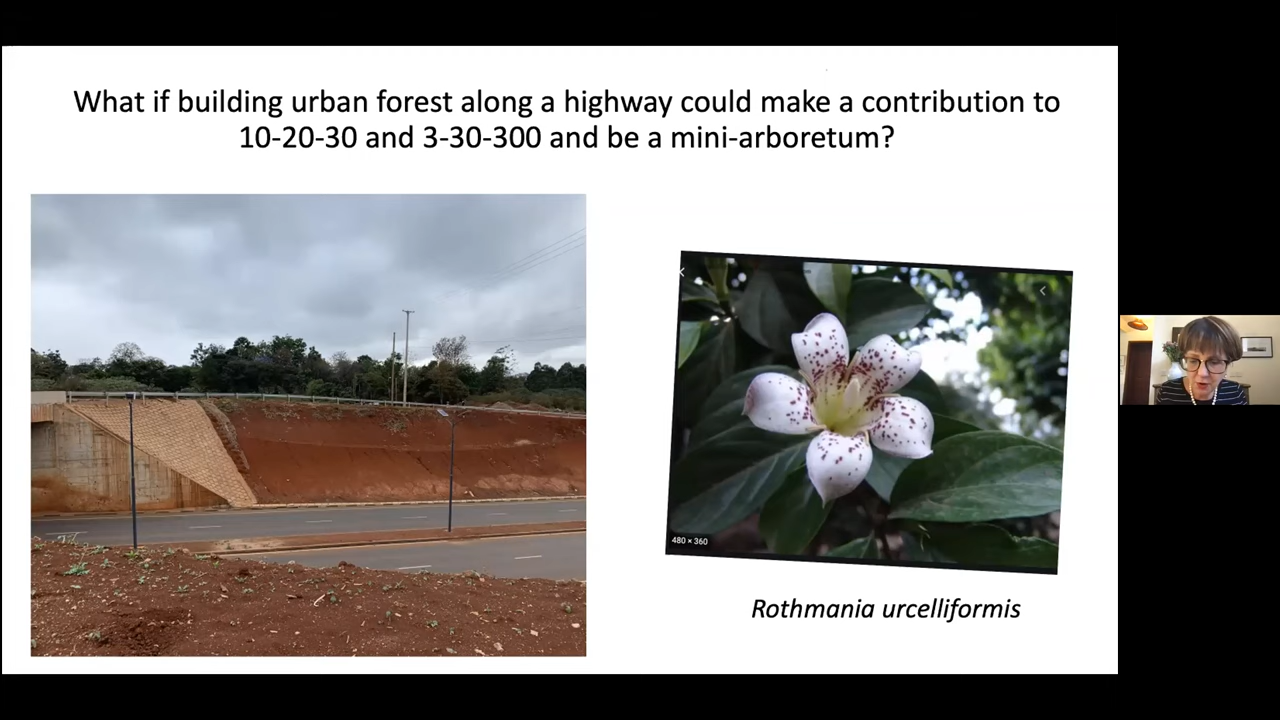 What if building urban forest along a highway could make a contribution to
10-20-30 and 3-30-300 and be a mini-arboretum?
480 × 360
Rothmania urcelliformis